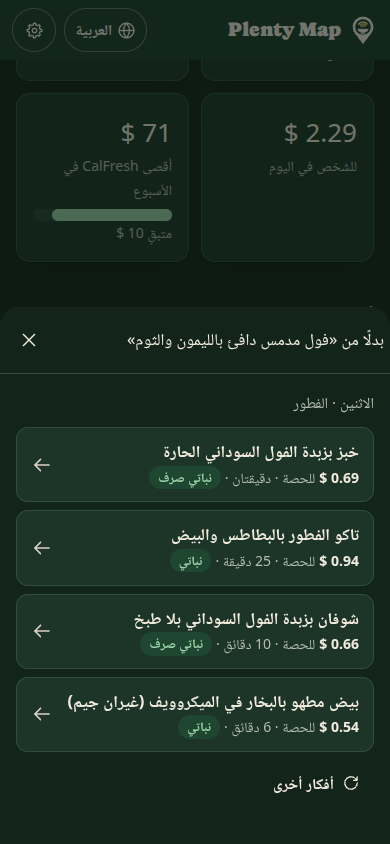 Plenty Map
العربية
$ 2.29
للشخص في اليوم
$ 71
أقصى CalFresh في
الأسبوع
متبقٍ 10 $
بدلًا من «فول مدمس دافئ بالليمون والثوم»
الاثنين · الفطور
خبز بزبدة الفول السوداني الحارة
$ 0.69 للحصة · دقيقتان · نباتي صرف
تاكو الفطور بالبطاطس والبيض
$ 0.94 للحصة · 25 دقيقة · نباتي
شوفان بزبدة الفول السوداني بلا طبخ
$ 0.66 للحصة · 10 دقائق · نباتي صرف
بيض مطهو بالبخار في الميكروويف (غيران جيم)
$ 0.54 للحصة · 6 دقائق · نباتي
أفكار أخرى